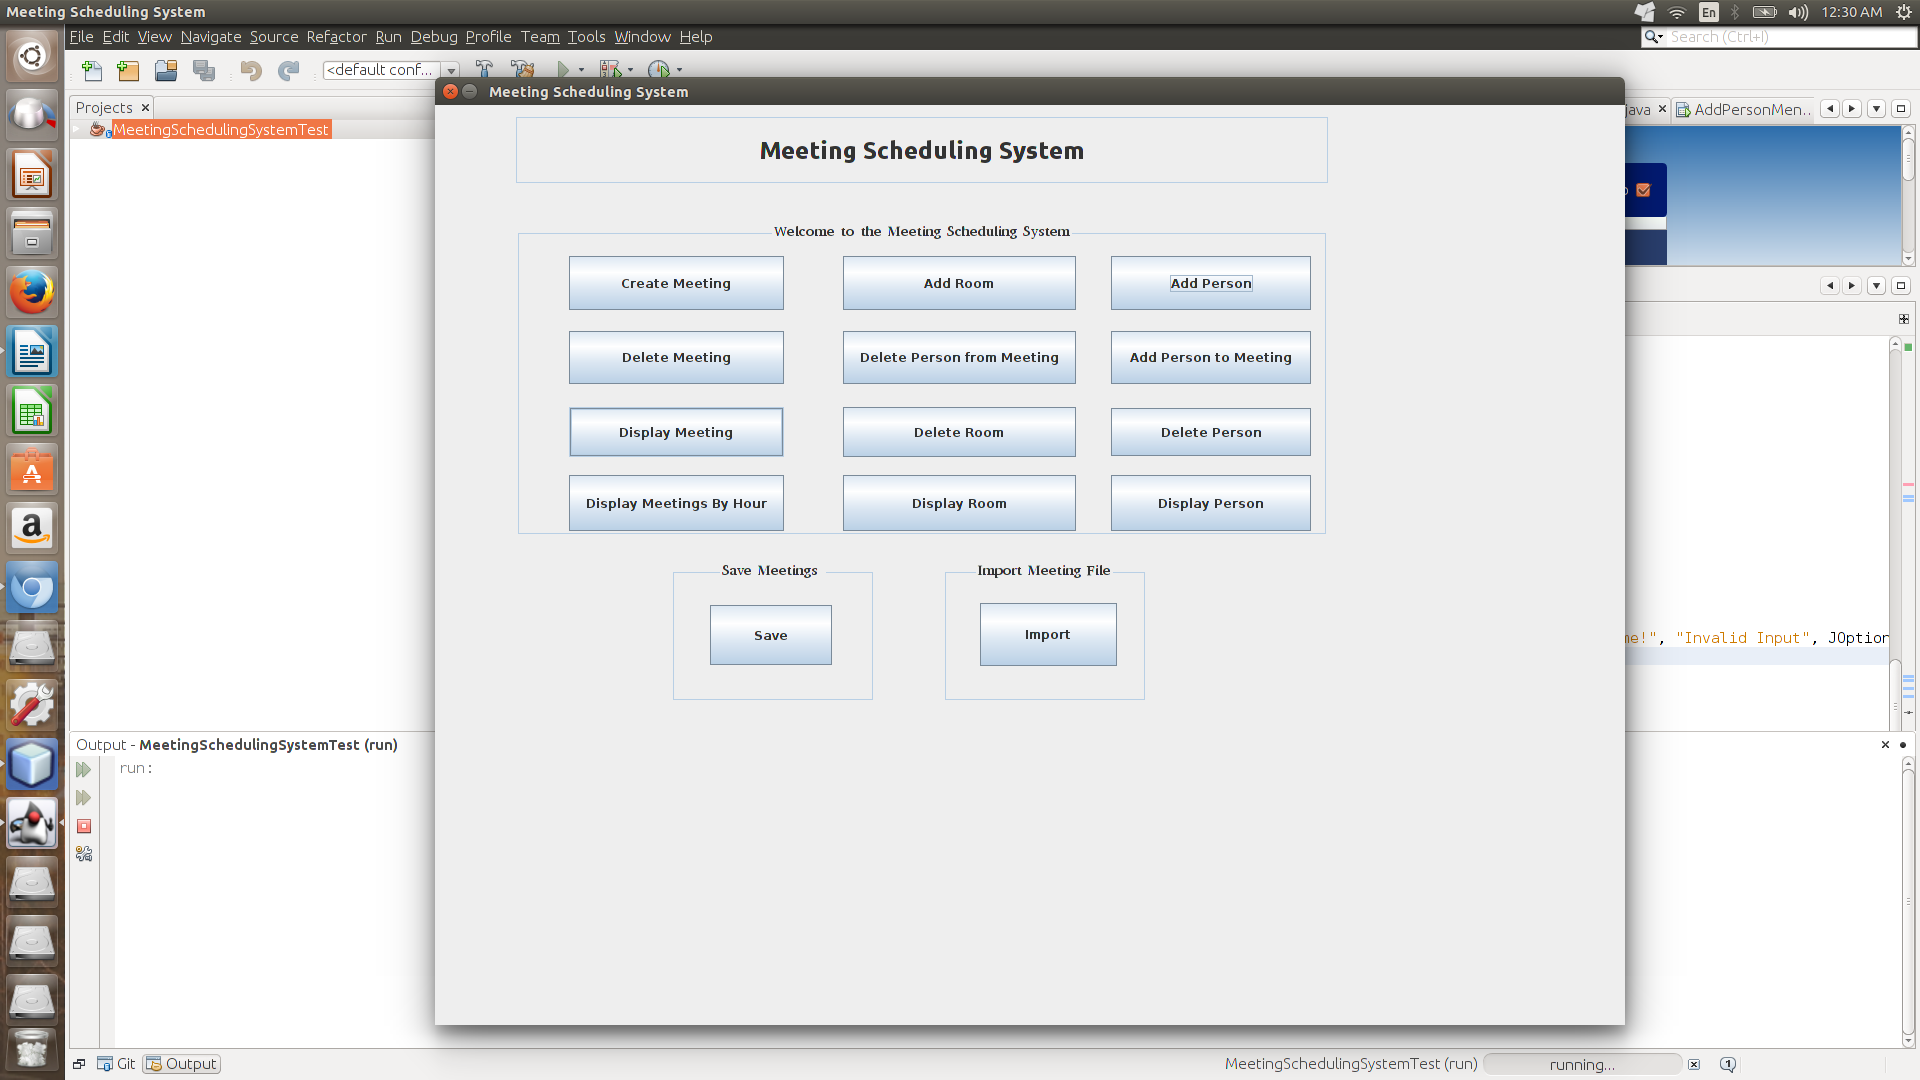 Meeting Scheduling System
En
12:30 AM
File Edit View Navigate Source Refactor Run Debug Profile Team Tools Window Help
Search (Ctrl+I)
<default conf...
Projects
MeetingSchedulingSystemTest
Meeting Scheduling System
java
AddPersonMen...
Meeting Scheduling System
Welcome to the Meeting Scheduling System
Create Meeting
Add Room
Add Person
Delete Meeting
Delete Person from Meeting
Add Person to Meeting
Display Meeting
Delete Room
Delete Person
Display Meetings By Hour
Display Room
Display Person
Save Meetings
Import Meeting File
Save
Import
me!", "Invalid Input", JOption
Output - MeetingSchedulingSystemTest (run)
run:
Git
Output
MeetingSchedulingSystemTest (run)
running...
1